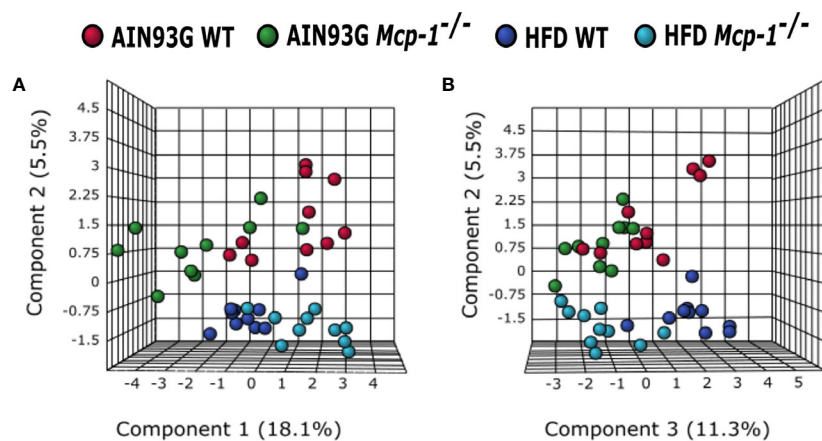 AIN93G WT AIN93G Mcp-1-/- HFD WT HFD Mcp-1-/-
A
B
Component 2 (5.5%)
4.5
3.75
3
2.25
1.5
0.75
0
-0.75
-1.5
-4 -3 -2 -1 0 1 2 3 4
Component 1 (18.1%)
Component 2 (5.5%)
4.5
3.75
3
2.25
1.5
0.75
0
-0.75
-1.5
-3 -2 -1 0 1 2 3 4 5
Component 3 (11.3%)